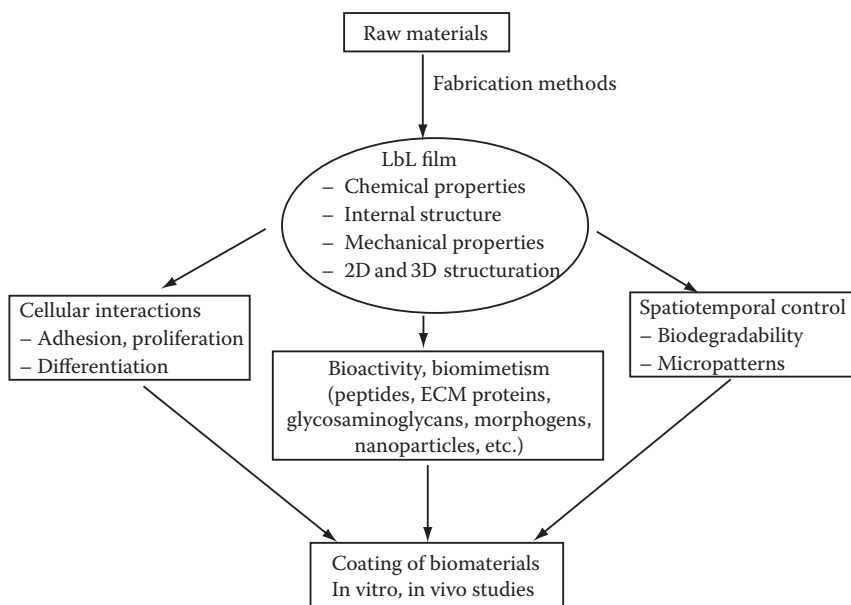 Raw materials
Fabrication methods
LbL film
– Chemical properties
– Internal structure
– Mechanical properties
– 2D and 3D structuration
Cellular interactions
– Adhesion, proliferation
– Differentiation
Bioactivity, biomimetism
(peptides, ECM proteins,
glycosaminoglycans, morphogens,
nanoparticles, etc.)
Spatiotemporal control
– Biodegradability
– Micropatterns
Coating of biomaterials
In vitro, in vivo studies